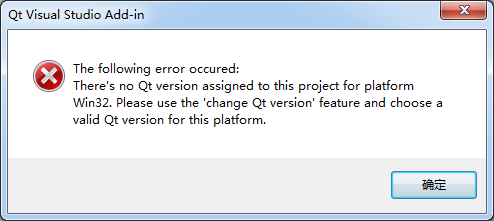 Qt Visual Studio Add-in
The following error occured:
There's no Qt version assigned to this project for platform
Win32. Please use the 'change Qt version' feature and choose a
valid Qt version for this platform.
确定